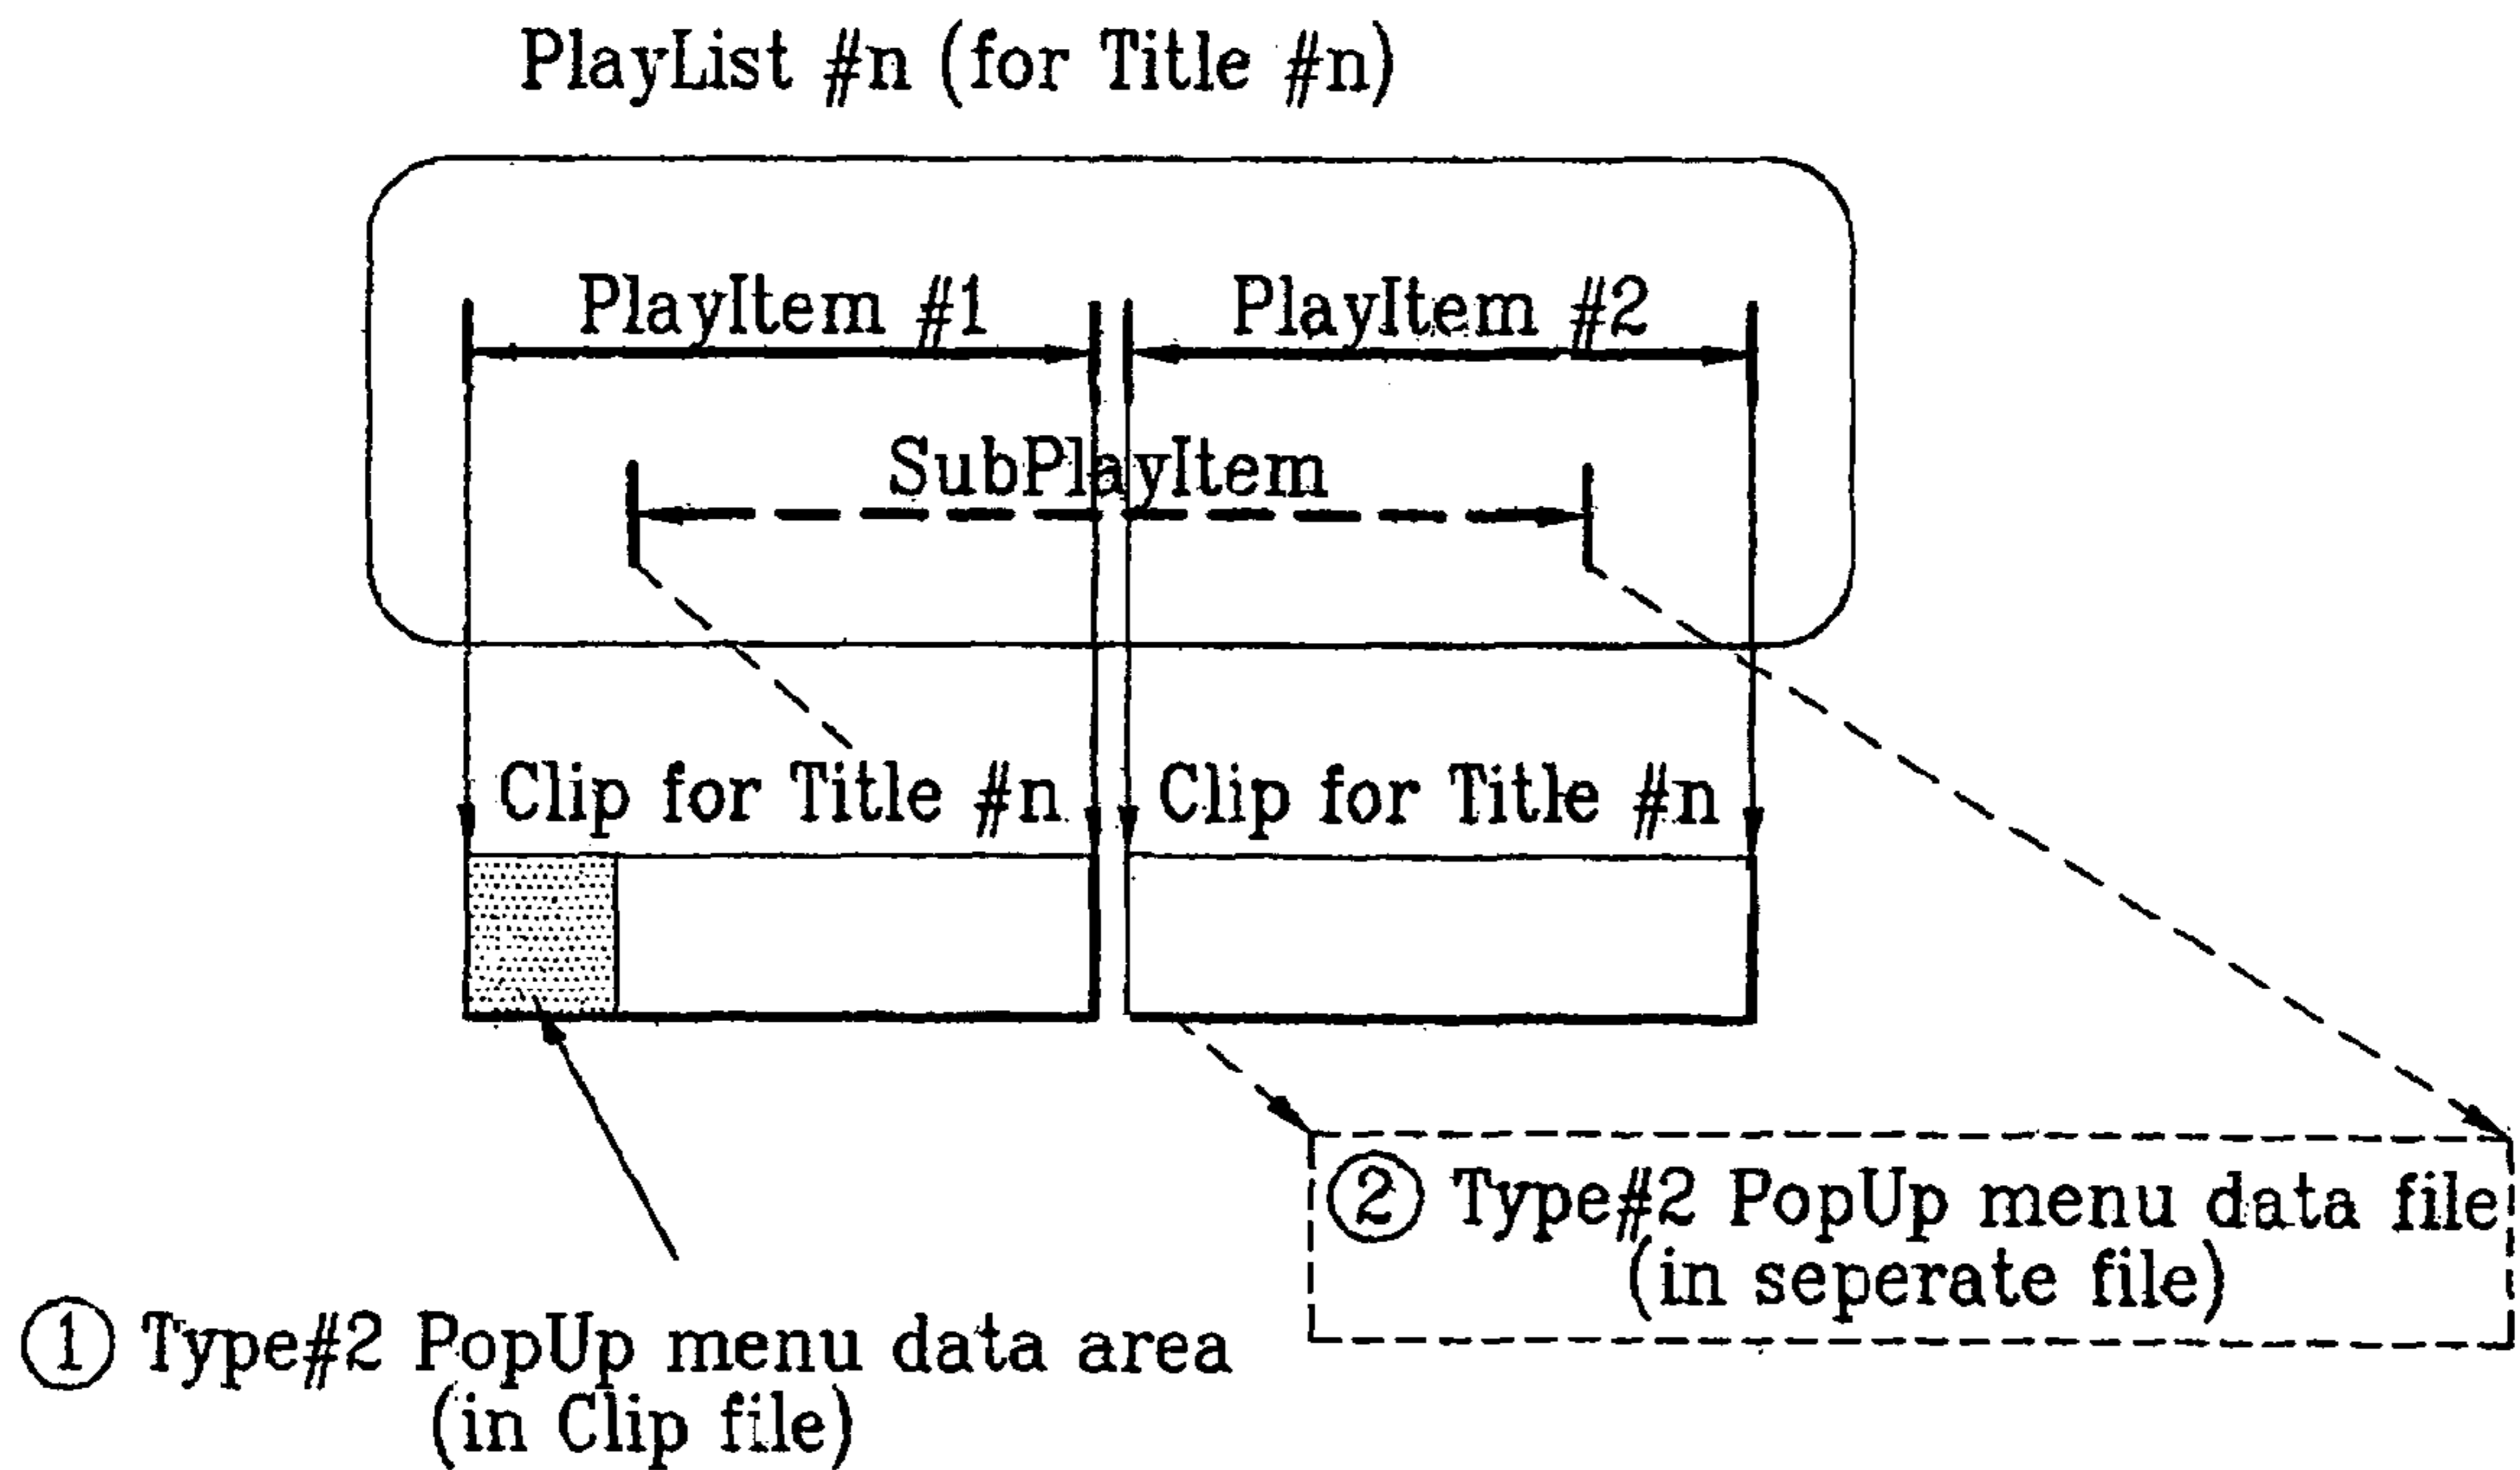 PlayList #n (for Title #n)
PlayItem #1
PlayItem #2
SubPlayItem
Clip for Title #n
Clip for Title #n
② Type#2 PopUp menu data file
(in seperate file)
① Type#2 PopUp menu data area
(in Clip file)